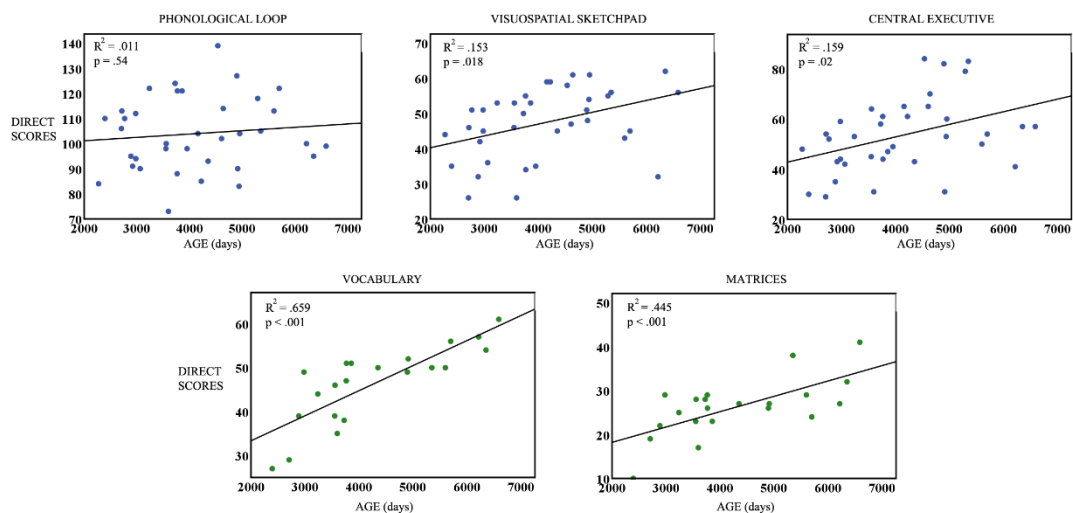 PHONOLOGICAL LOOP
R² = .011
p = .54
DIRECT
SCORES
140
130
120
110
100
90
80
70
2000 3000 4000 5000 6000 7000
AGE (days)
VISUOSPATIAL SKETCHPAD
R² = .153
p = .018
70
60
50
40
30
20
2000 3000 4000 5000 6000 7000
AGE (days)
CENTRAL EXECUTIVE
R² = .159
p = .02
80
60
40
20
2000 3000 4000 5000 6000 7000
AGE (days)
VOCABULARY
R² = .659
p < .001
DIRECT
SCORES
60
50
40
30
2000 3000 4000 5000 6000 7000
AGE (days)
MATRICES
R² = .445
p < .001
50
40
30
20
10
2000 3000 4000 5000 6000 7000
AGE (days)